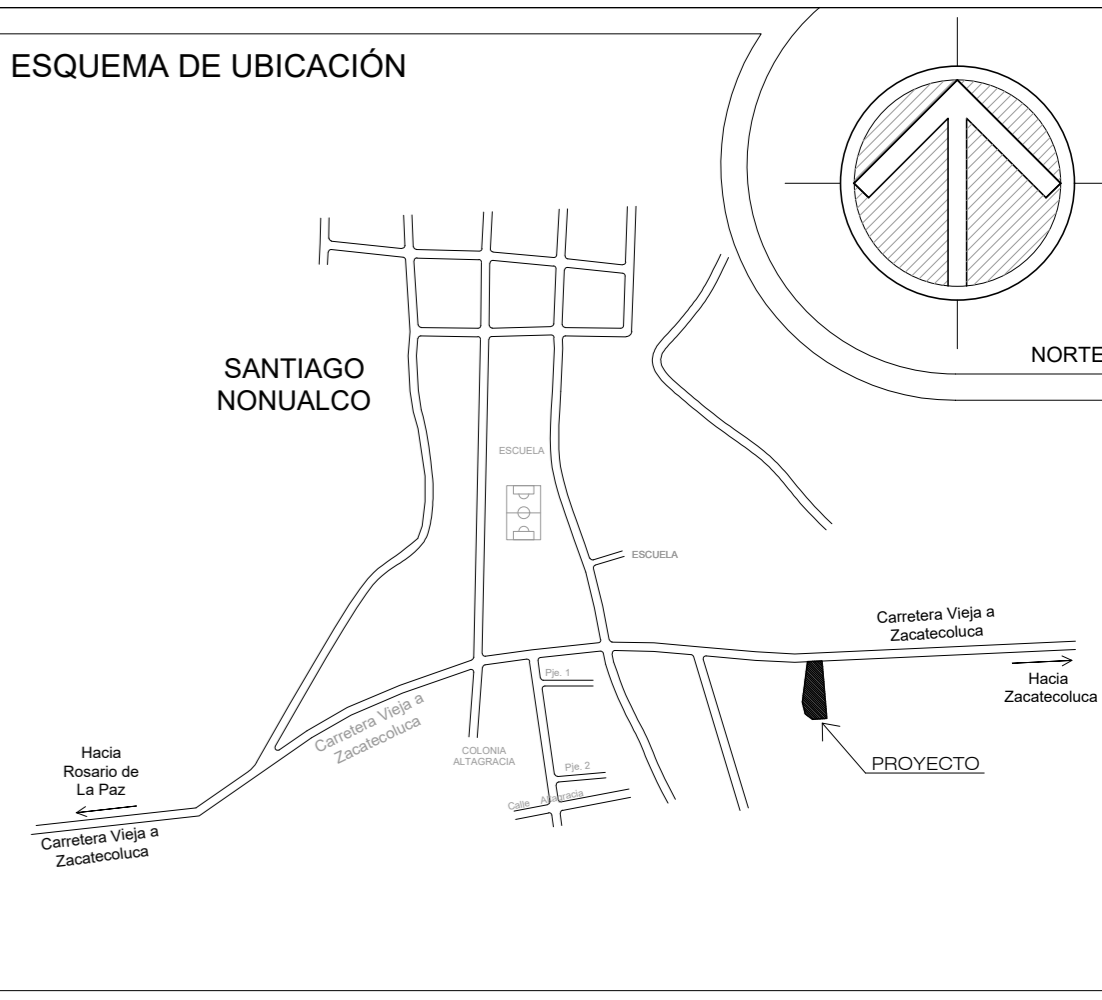 ESQUEMA DE UBICACIÓN
NORTE
SANTIAGO
NONUALCO
ESCUELA
ESCUELA
Carretera Vieja a
Zacatecoluca
Hacia
Zacatecoluca
Pje. 1
Carretera Vieja a
Zacatecoluca
COLONIA
ALTAGRACIA
Pje. 2
PROYECTO
Hacia
Rosario de
La Paz
Calle Altagracia
Carretera Vieja a
Zacatecoluca